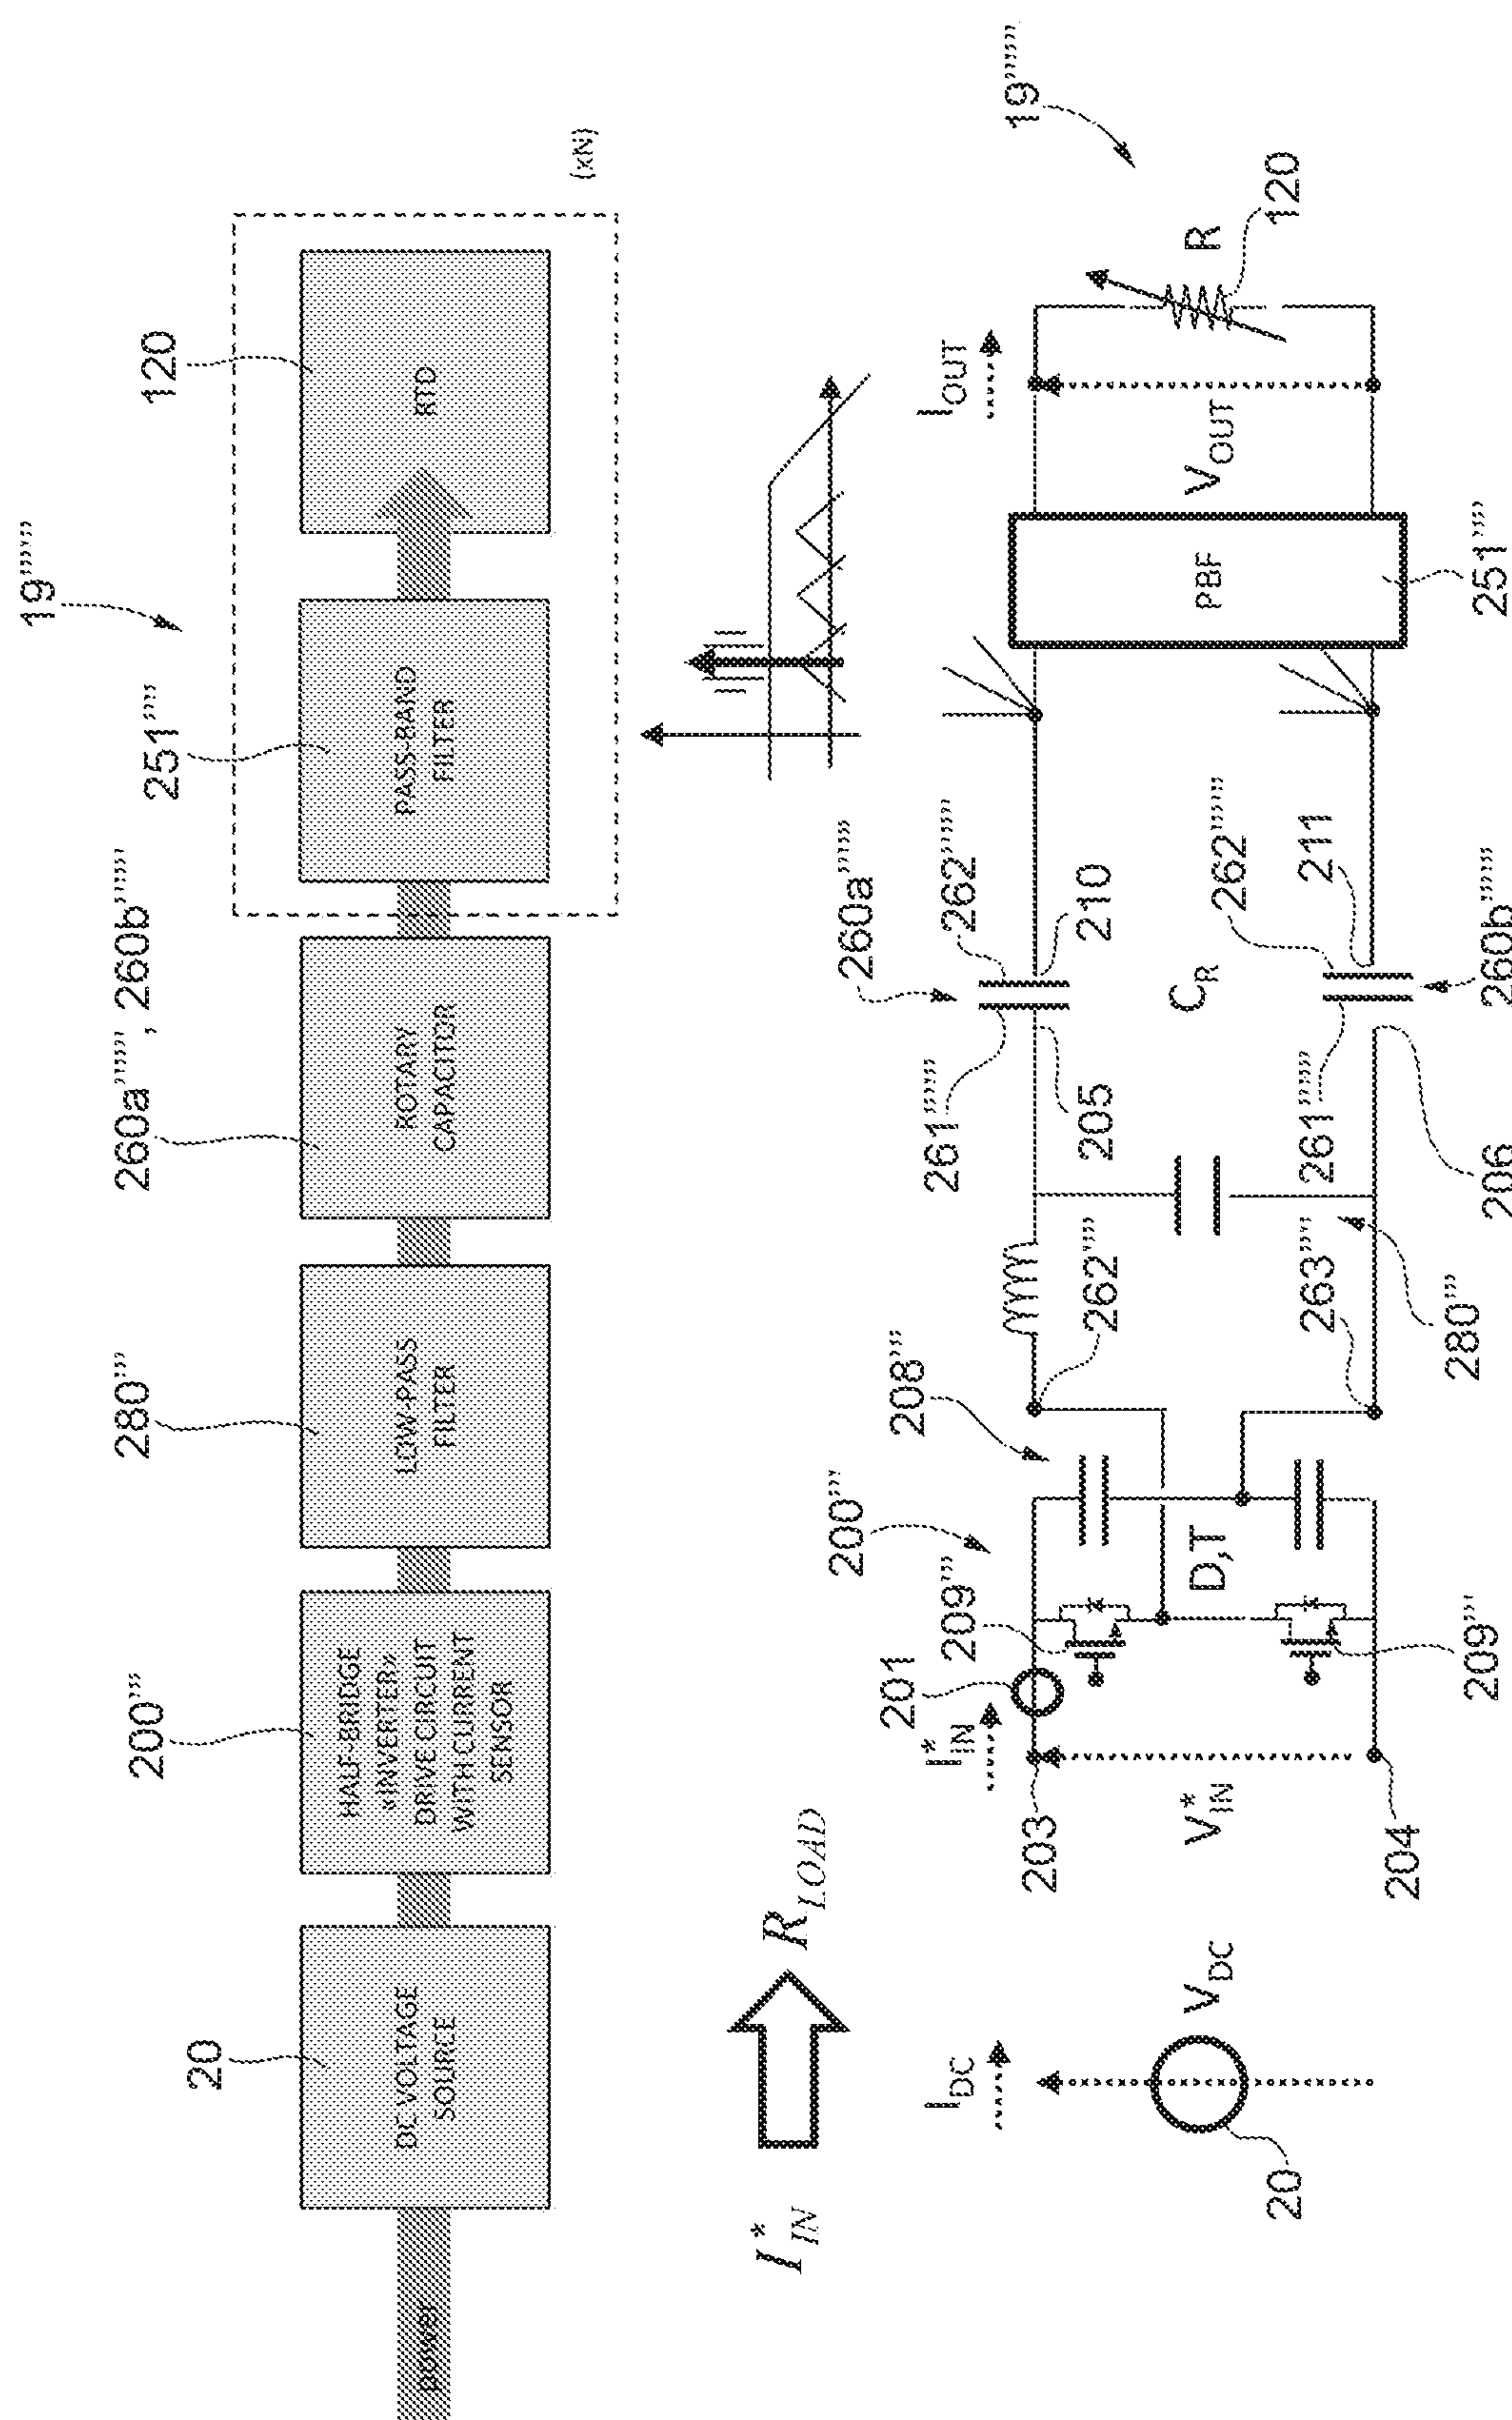 19''''''
20
200'''
280'''
260a'''''', 260b''''''
251''''
120
power
DC VOLTAGE
SOURCE
HALF-BRIDGE
«INVERTER»
DRIVE CIRCUIT
WITH CURRENT
SENSOR
LOW-PASS
FILTER
ROTARY
CAPACITOR
PASS-BAND
FILTER
RTD
(xN)
I*IN
RLOAD
19''''''
IDC
VDC
20
203
I*IN
201
V*IN
204
209'''
200'''
208'''
D,T
209'''
262''''
263''''
280'''
261''''''
205
260a''''''
262''''''
210
CR
261''''''
206
262''''''
211
260b''''''
PBF
251''''
IOUT
VOUT
R
120